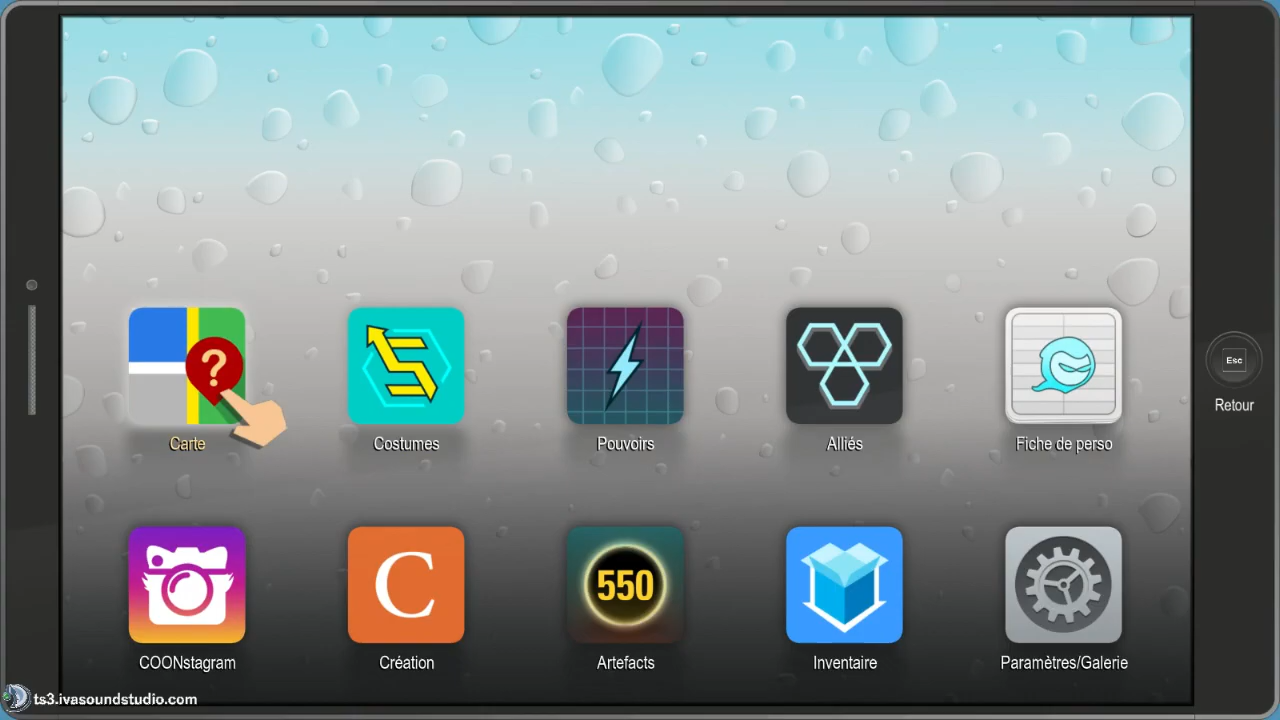 ?
Carte
Costumes
Pouvoirs
Alliés
Fiche de perso
Esc
Retour
COONstagram
C
Création
550
Artefacts
Inventaire
Paramètres/Galerie
ts3.ivasoundstudio.com